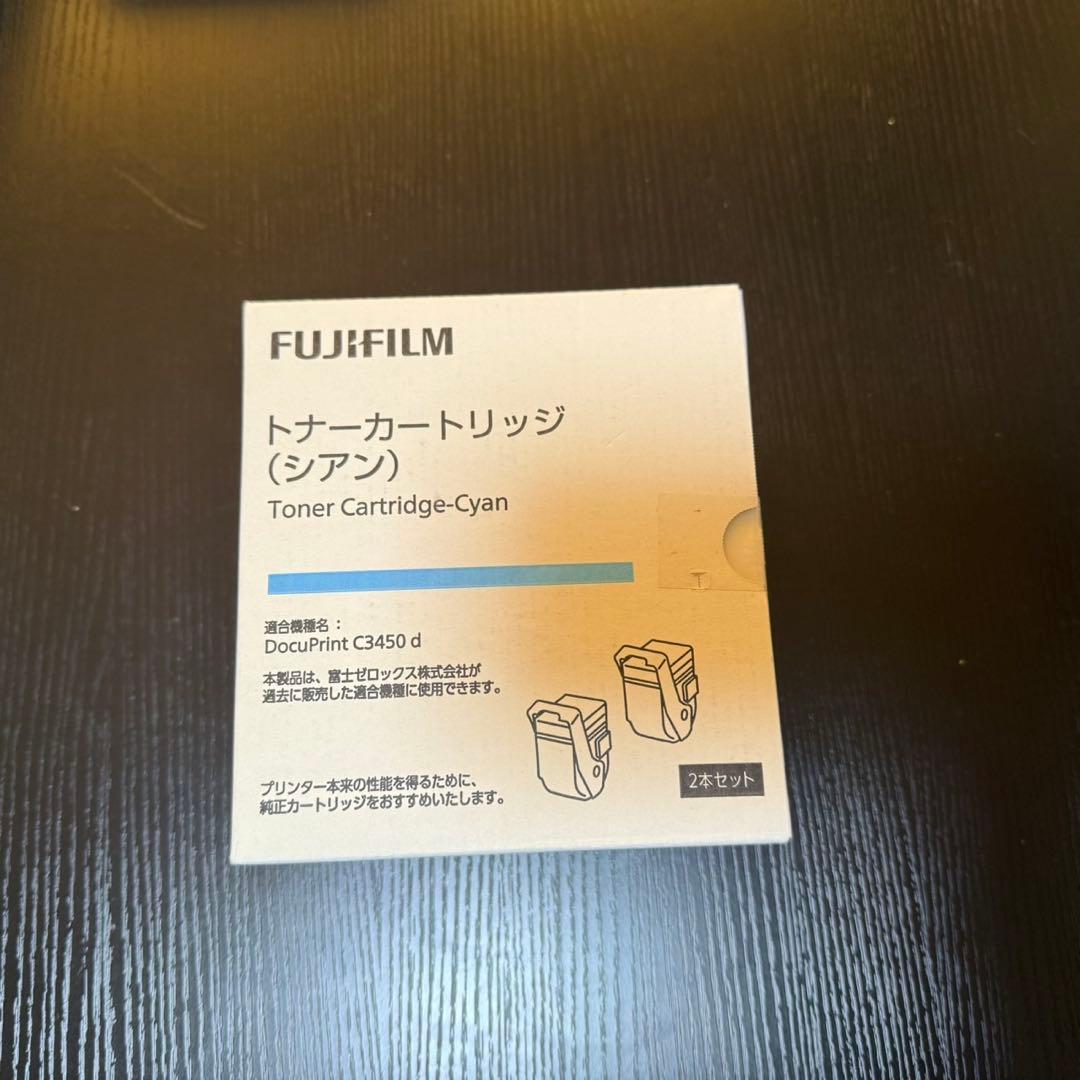 FUJIFILM
トナーカートリッジ
(シアン)
Toner Cartridge-Cyan
適合機種名：
DocuPrint C3450 d
本製品は、富士ゼロックス株式会社が
過去に販売した適合機種に使用できます。
プリンター本来の性能を得るために、
純正カートリッジをおすすめいたします。
2本セット